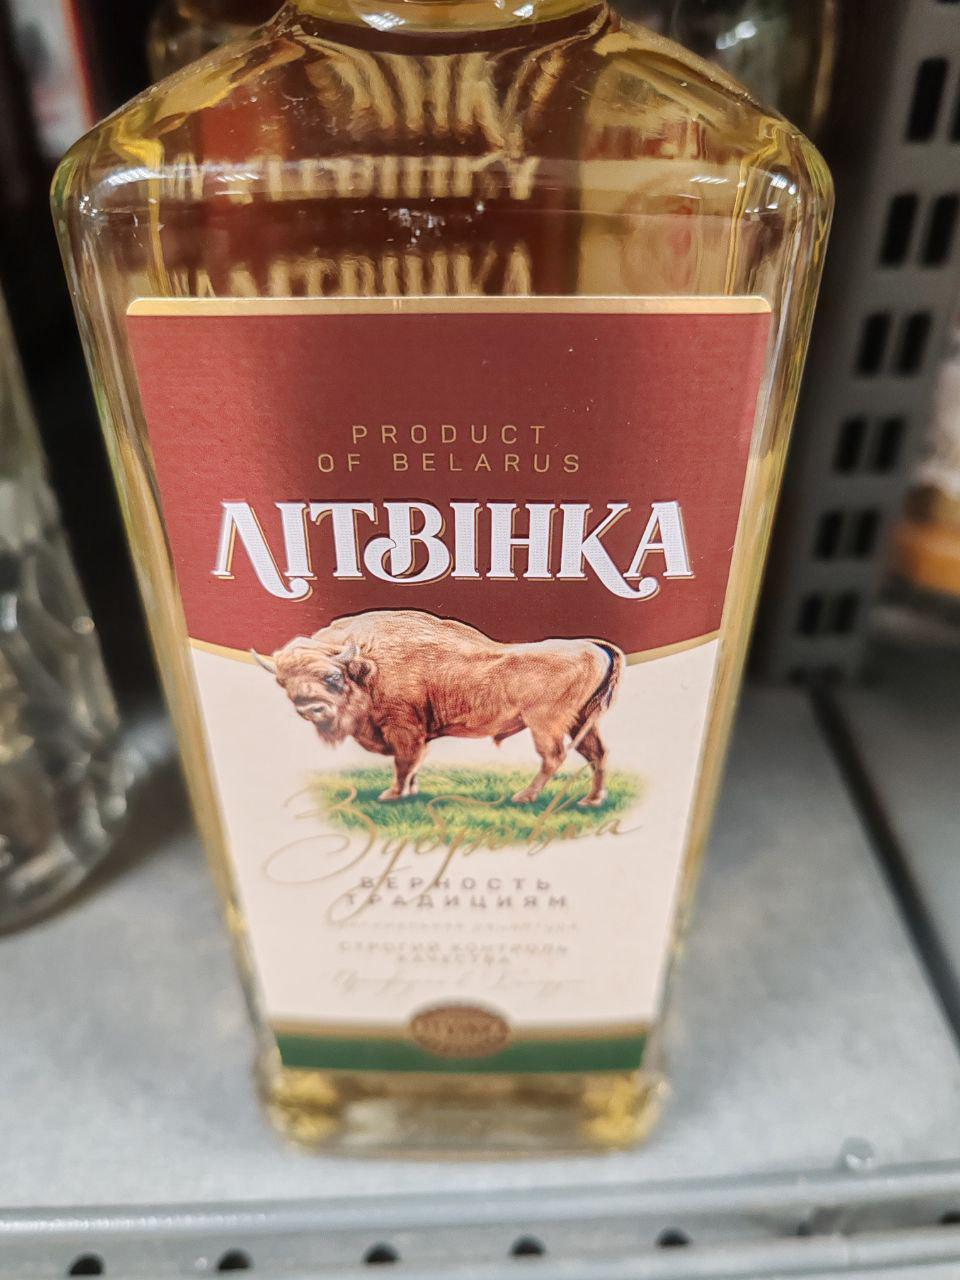 PRODUCT
OF BELARUS
ЛІТВІНКА
Зубровка
ВЕРНОСТЬ
ТРАДИЦИЯМ
СТРОГИЙ КОНТРОЛЬ
КАЧЕСТВА